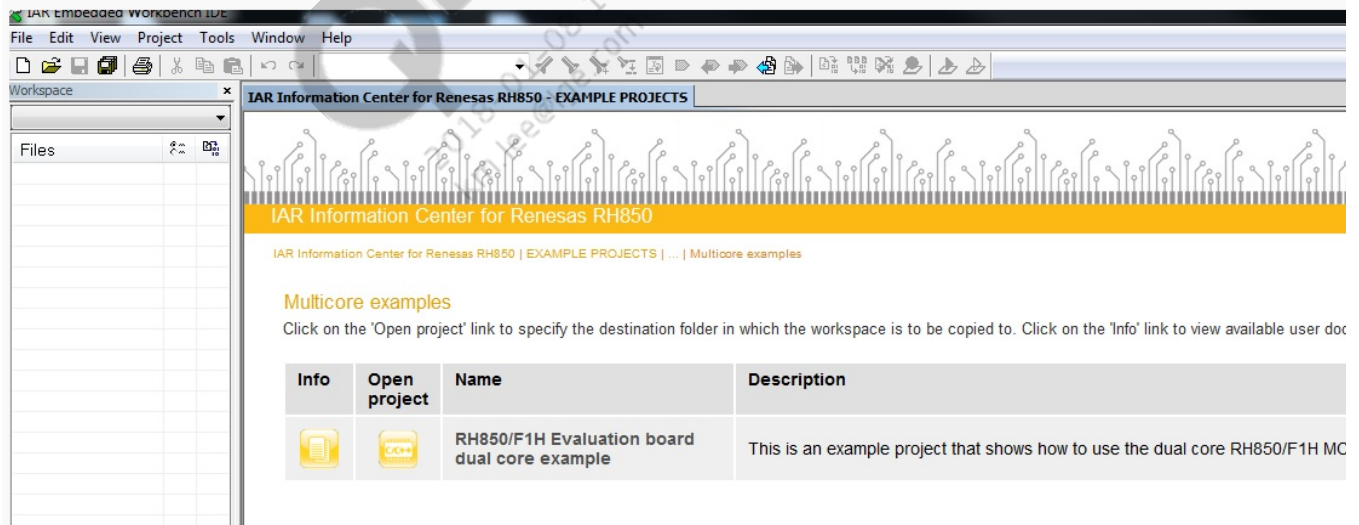 IAR Embedded Workbench IDE
File Edit View Project Tools Window Help
Workspace
IAR Information Center for Renesas RH850 - EXAMPLE PROJECTS
Files
IAR Information Center for Renesas RH850
IAR Information Center for Renesas RH850 | EXAMPLE PROJECTS | ... | Multicore examples
Multicore examples
Click on the 'Open project' link to specify the destination folder in which the workspace is to be copied to. Click on the 'Info' link to view available user doc
Info Open project Name Description
C/C++
RH850/F1H Evaluation board
dual core example
This is an example project that shows how to use the dual core RH850/F1H MC